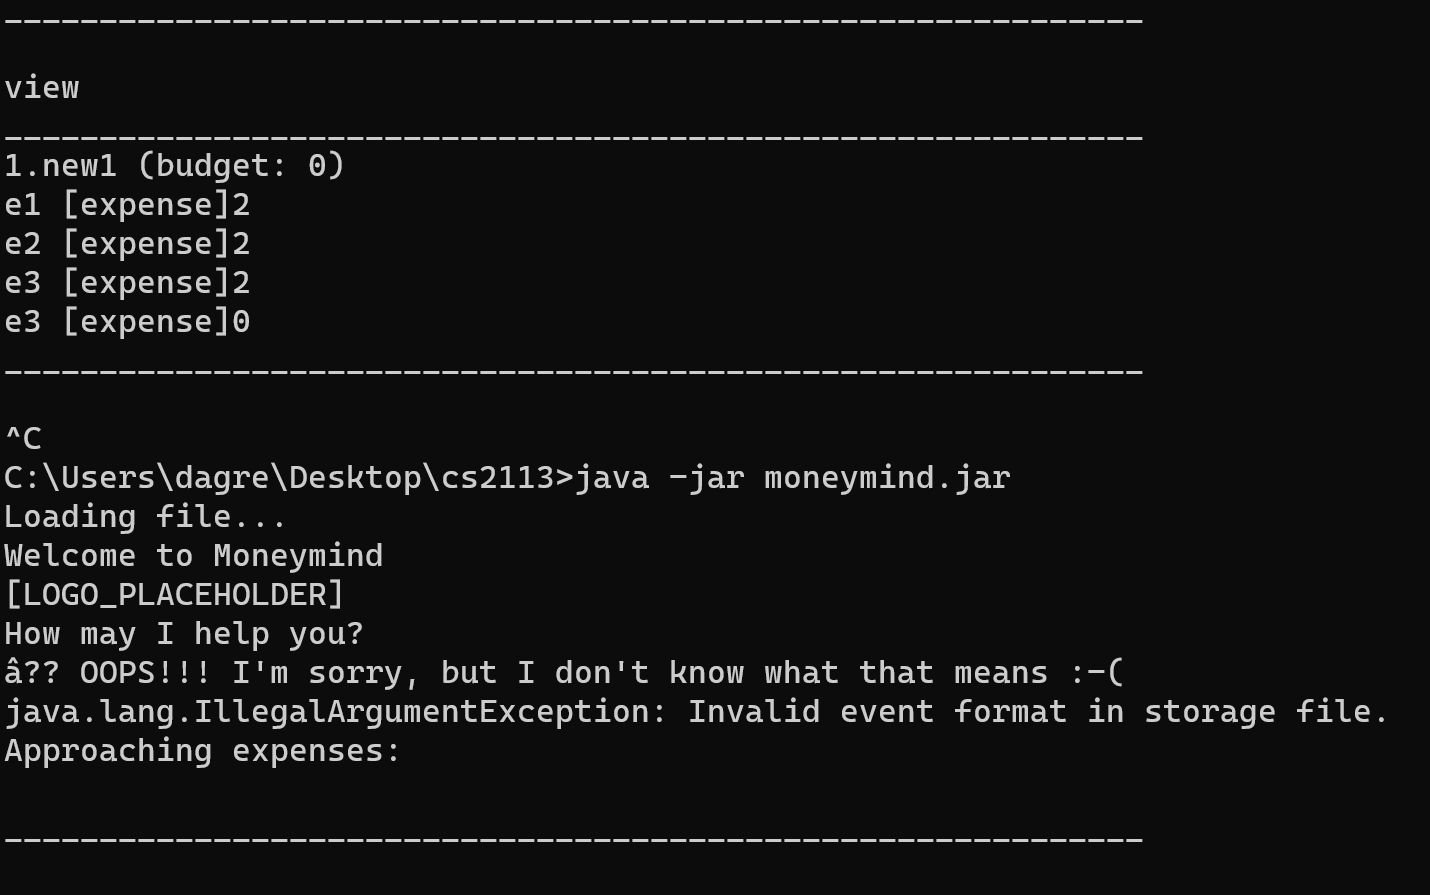 ------------------------------------------------------------
view
------------------------------------------------------------
1.new1 (budget: 0)
e1 [expense]2
e2 [expense]2
e3 [expense]2
e3 [expense]0
------------------------------------------------------------
^C
C:\Users\dagre\Desktop\cs2113>java -jar moneymind.jar
Loading file...
Welcome to Moneymind
[LOGO_PLACEHOLDER]
How may I help you?
â?? OOPS!!! I'm sorry, but I don't know what that means :-(
java.lang.IllegalArgumentException: Invalid event format in storage file.
Approaching expenses:
------------------------------------------------------------